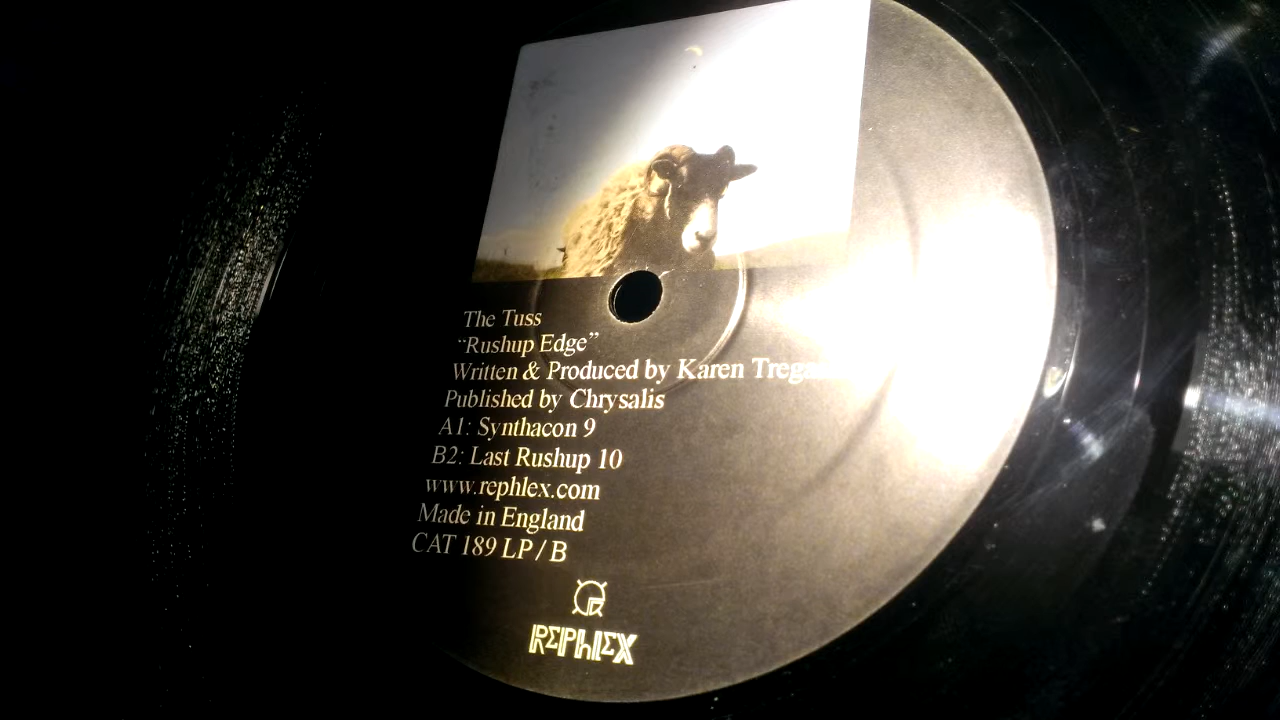 The Tuss
“Rushup Edge”
Written & Produced by Karen
Published by Chrysalis
A1: Synthacon 9
B2: Last Rushup 10
www.rephlex.com
Made in England
CAT 189 LP / B
REPHLEX